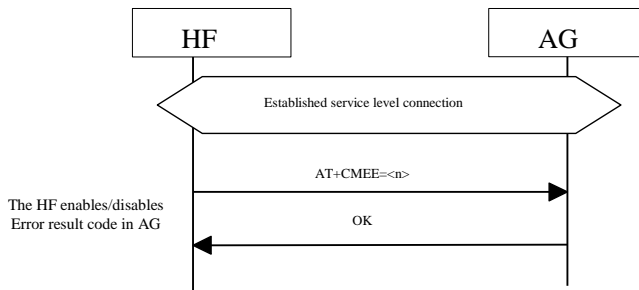 HF
AG
Established service level connection
AT+CMEE=<n>
The HF enables/disables
Error result code in AG
OK